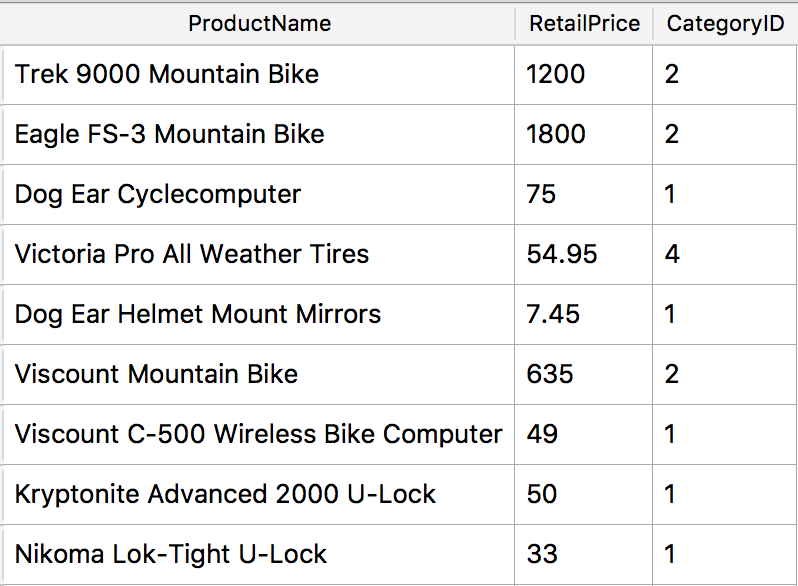 ProductName RetailPrice CategoryID
Trek 9000 Mountain Bike 1200 2
Eagle FS-3 Mountain Bike 1800 2
Dog Ear Cyclecomputer 75 1
Victoria Pro All Weather Tires 54.95 4
Dog Ear Helmet Mount Mirrors 7.45 1
Viscount Mountain Bike 635 2
Viscount C-500 Wireless Bike Computer 49 1
Kryptonite Advanced 2000 U-Lock 50 1
Nikoma Lok-Tight U-Lock 33 1